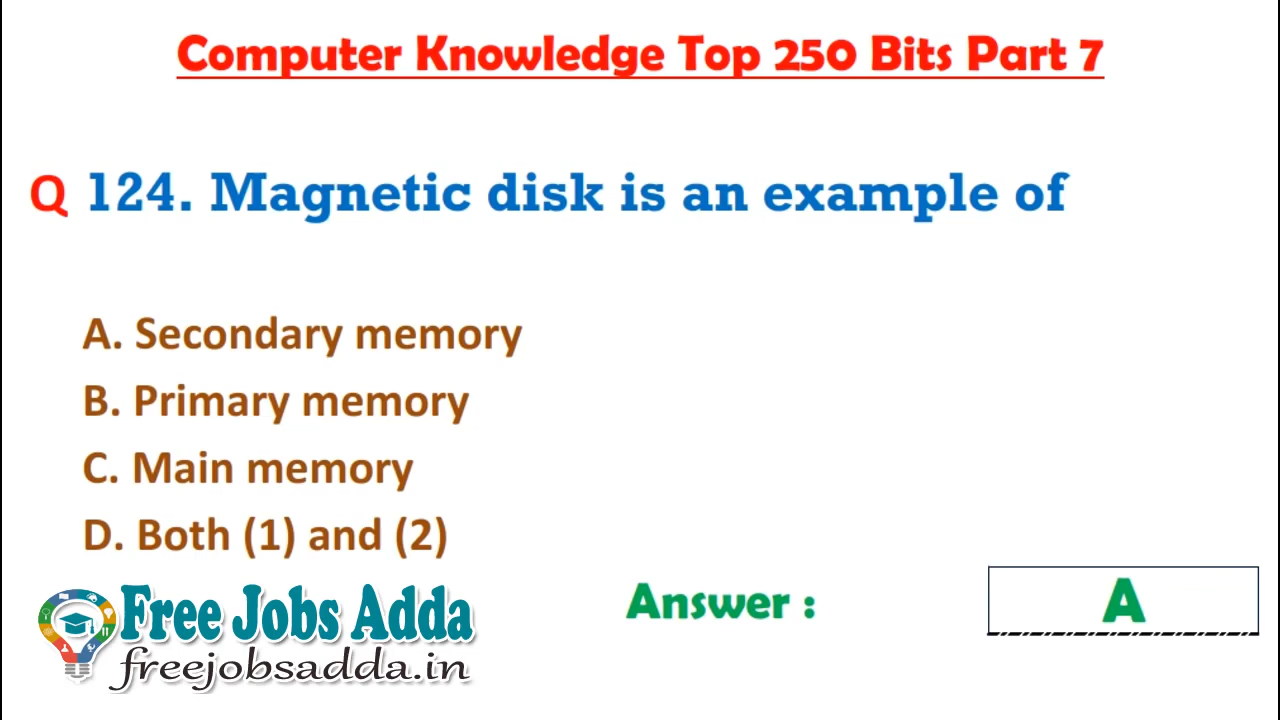 Computer Knowledge Top 250 Bits Part 7
Q 124. Magnetic disk is an example of
A. Secondary memory
B. Primary memory
C. Main memory
D. Both (1) and (2)
Answer : A
Free Jobs Adda
freejobsadda.in